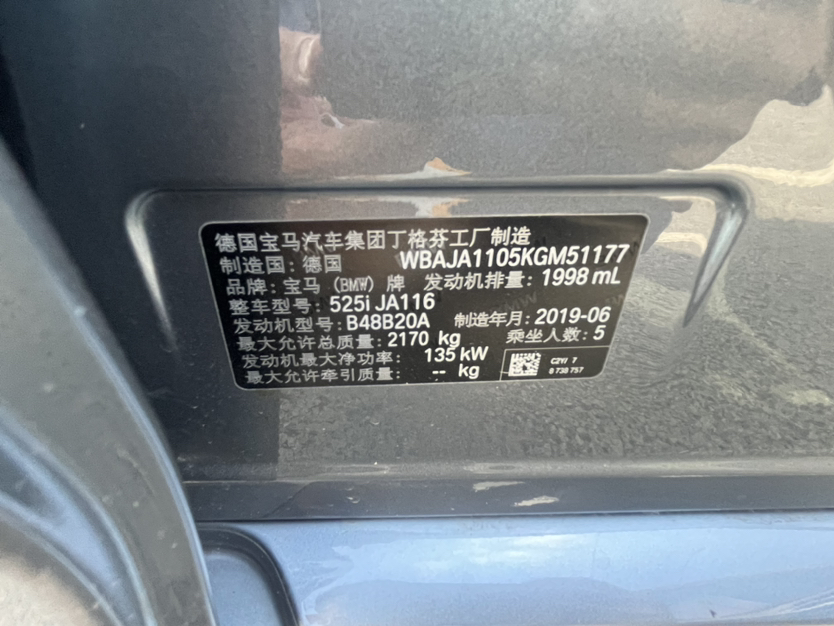 德国宝马汽车集团丁格芬工厂制造
制造国：德国 WBAJA1105KGM51177
品牌：宝马（BMW）牌 发动机排量：1998 mL
整车型号：525i JA116
发动机型号：B48B20A 制造年月：2019-06
最大允许总质量：2170 kg 乘坐人数：5
发动机最大净功率： 135 kW
最大允许牵引质量： -- kg
C2YI 7
0 738 757